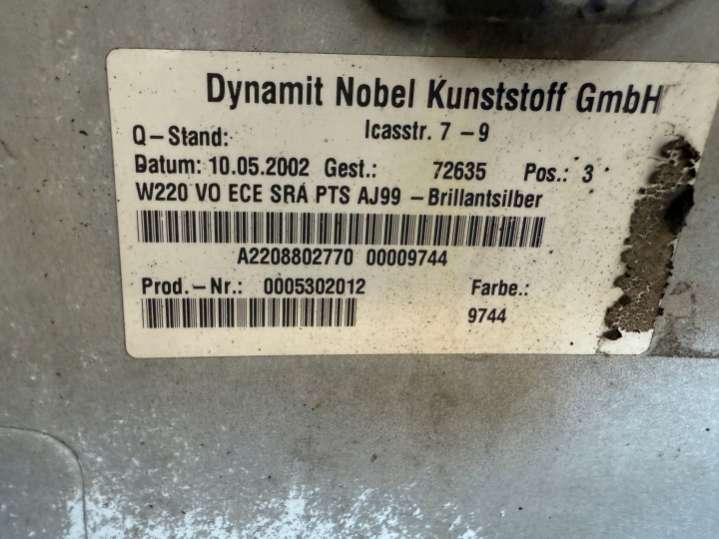 Dynamit Nobel Kunststoff GmbH
Q-Stand: Icasstr. 7-9
Datum: 10.05.2002 Gest.: 72635 Pos.: 3
W220 VO ECE SRA PTS AJ99 -Brillantsilber
A2208802770 00009744
Prod.-Nr.: 0005302012 Farbe.:
9744